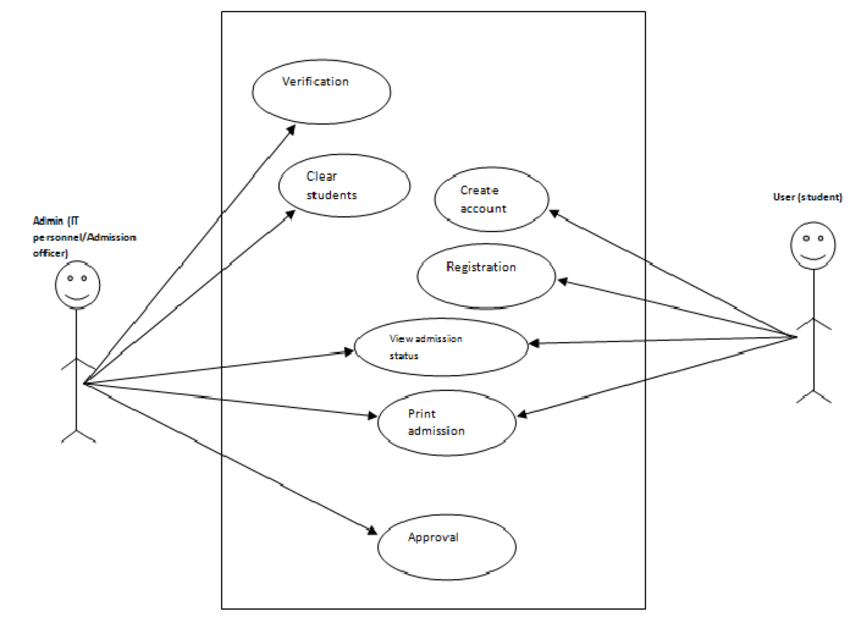 Verification
Clear
students
Create
account
User (student)
Admin (IT
personnel/Admission
officer)
Registration
View admission
status
Print
admission
Approval